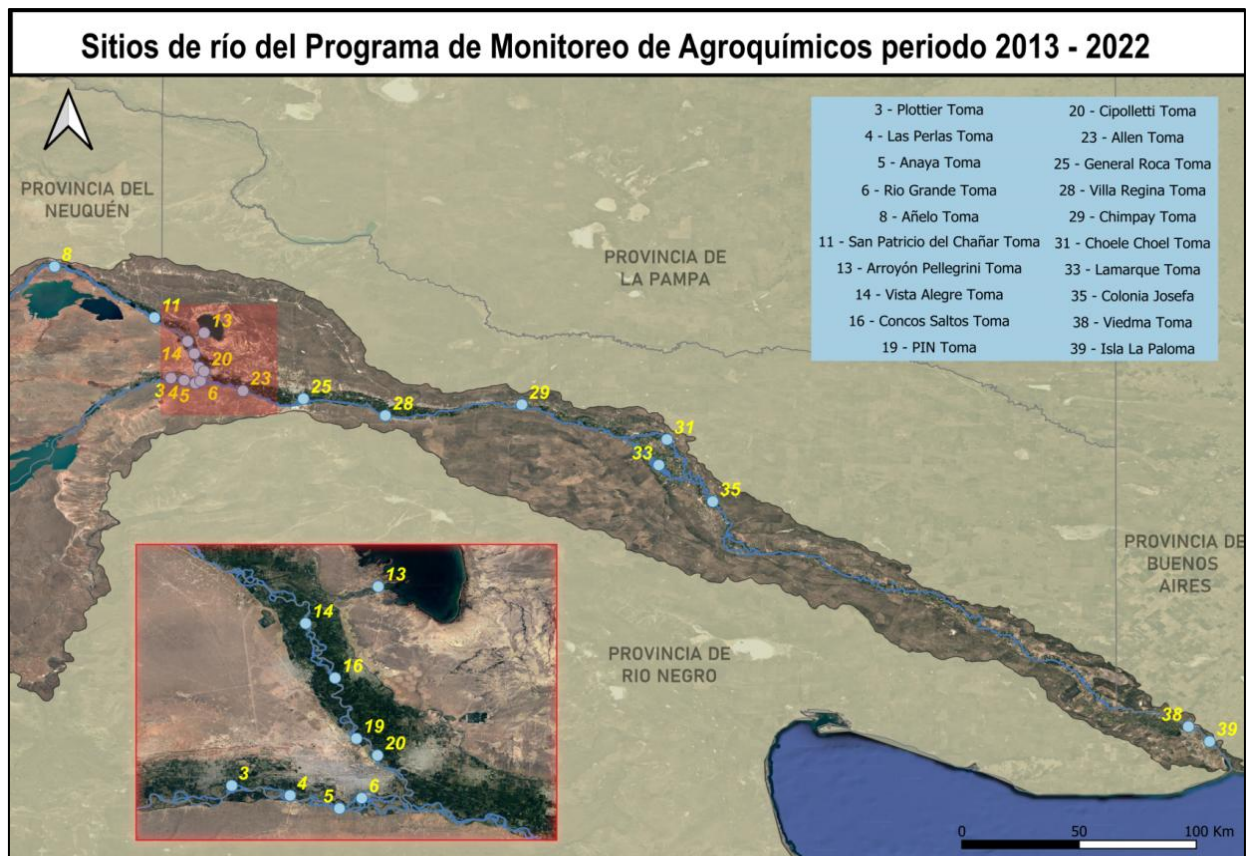 Sitios de río del Programa de Monitoreo de Agroquímicos periodo 2013 - 2022
3 - Plottier Toma
4 - Las Perlas Toma
5 - Anaya Toma
6 - Rio Grande Toma
8 - Añelo Toma
11 - San Patricio del Chañar Toma
13 - Arroyón Pellegrini Toma
14 - Vista Alegre Toma
16 - Concos Saltos Toma
19 - PIN Toma
20 - Cipolletti Toma
23 - Allen Toma
25 - General Roca Toma
28 - Villa Regina Toma
29 - Chimpay Toma
31 - Choele Choel Toma
33 - Lamarque Toma
35 - Colonia Josefa
38 - Viedma Toma
39 - Isla La Paloma
PROVINCIA DEL
NEUQUÉN
PROVINCIA DE
LA PAMPA
8
11
13
14
20
3
4
5
6
23
25
28
29
31
33
35
PROVINCIA DE
BUENOS
AIRES
PROVINCIA DE
RIO NEGRO
38
39
13
14
16
19
20
3
4
5
6
0 50 100 Km